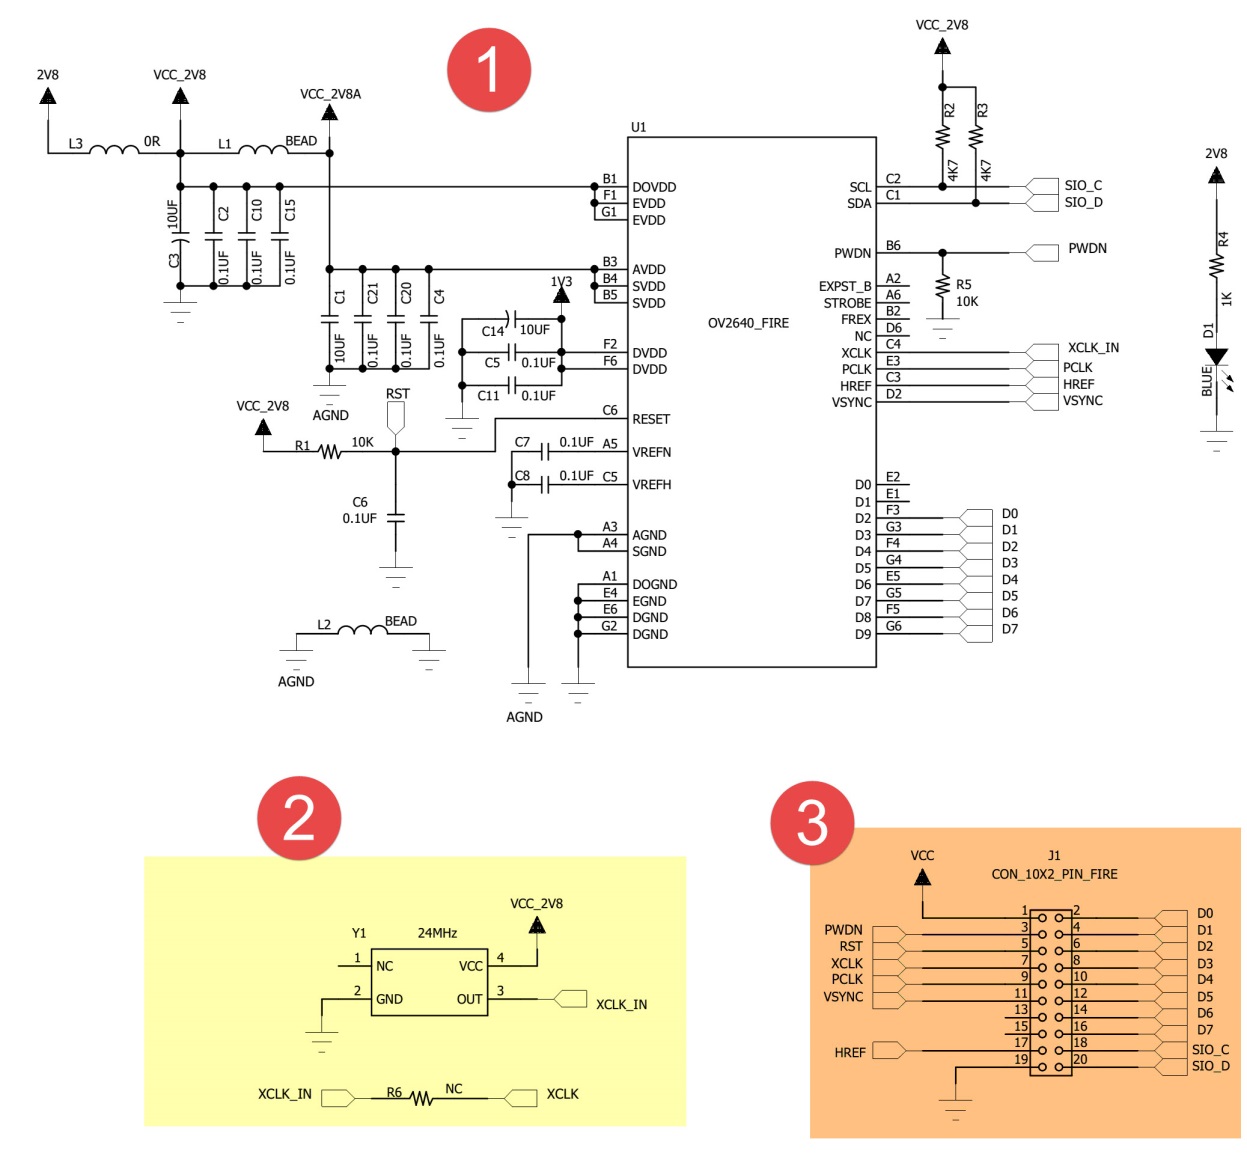 1
2V8
VCC_2V8
VCC_2V8A
L3
0R
L1
BEAD
10UF
C3
C2
0.1UF
C10
0.1UF
C15
0.1UF
C1
10UF
C21
0.1UF
C20
0.1UF
C4
0.1UF
AGND
1V3
C14
10UF
C5
0.1UF
C11
0.1UF
RST
VCC_2V8
R1
10K
C6
0.1UF
C7
0.1UF
C8
0.1UF
L2
BEAD
AGND
AGND
U1
OV2640_FIRE
B1 DOVDD
F1 EVDD
G1 EVDD
B3 AVDD
B4 SVDD
B5 SVDD
F2 DVDD
F6 DVDD
C6 RESET
A5 VREFN
C5 VREFH
A3 AGND
A4 SGND
A1 DOGND
E4 EGND
E6 DGND
G2 DGND
SCL C2
SDA C1
PWDN B6
EXPST_B A2
STROBE A6
FREX B2
NC D6
XCLK C4
PCLK E3
HREF C3
VSYNC D2
D0 E2
D1 E1
D2 F3
D3 G3
D4 F4
D5 G4
D6 E5
D7 G5
D8 F5
D9 G6
VCC_2V8
R2
4K7
R3
4K7
SIO_C
SIO_D
PWDN
R5
10K
XCLK_IN
PCLK
HREF
VSYNC
D0
D1
D2
D3
D4
D5
D6
D7
2V8
R4
1K
D1
BLUE
2
VCC_2V8
Y1
24MHz
1 NC VCC 4
2 GND OUT 3
XCLK_IN
XCLK_IN R6 NC XCLK
3
VCC
J1
CON_10X2_PIN_FIRE
1 2 D0
PWDN 3 4 D1
RST 5 6 D2
XCLK 7 8 D3
PCLK 9 10 D4
VSYNC 11 12 D5
13 14 D6
15 16 D7
HREF 17 18 SIO_C
19 20 SIO_D